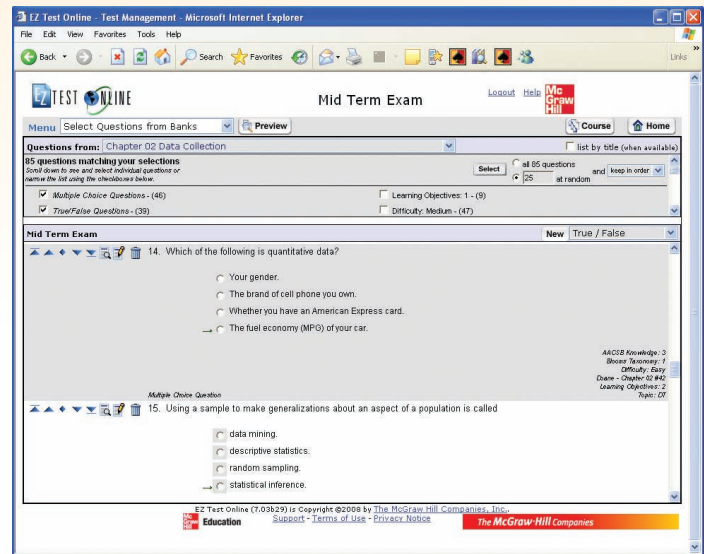 EZ Test Online - Test Management - Microsoft Internet Explorer
File Edit View Favorites Tools Help
Back Search Favorites Links
EZ TEST ONLINE Mid Term Exam Logout Help Mc Graw Hill
Menu Select Questions from Banks Preview Course Home
Questions from: Chapter 02 Data Collection list by title (when available)
85 questions matching your selections
Scroll down to see and select individual questions or
narrow the list using the checkboxes below.
Select all 85 questions
25 at random and keep in order
Multiple Choice Questions - (46) Learning Objectives: 1 - (9)
True/False Questions - (39) Difficulty: Medium - (47)
Mid Term Exam New True / False
14. Which of the following is quantitative data?
Your gender.
The brand of cell phone you own.
Whether you have an American Express card.
The fuel economy (MPG) of your car.
AACSB Knowledge: 3
Blooms Taxonomy: 1
Difficulty: Easy
Doane - Chapter 02 #42
Learning Objectives: 2
Multiple Choice Question Topic: DT
15. Using a sample to make generalizations about an aspect of a population is called
data mining.
descriptive statistics.
random sampling.
statistical inference.
EZ Test Online (7.03b29) is Copyright ©2008 by The McGraw Hill Companies, Inc..
Mc Graw Hill Education Support - Terms of Use - Privacy Notice The McGraw·Hill Companies